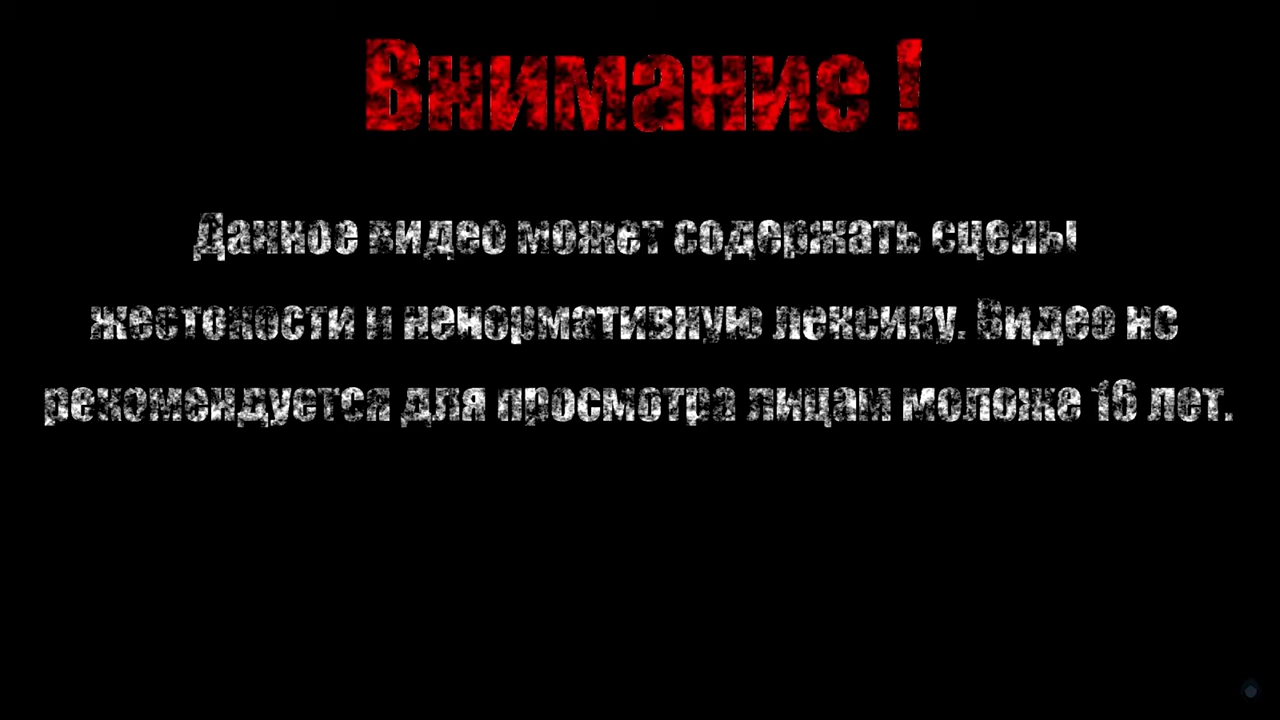 Внимание !
Данное видео может содержать сцены
жестокости и ненормативную лексику. Видео не
рекомендуется для просмотра лицам моложе 16 лет.